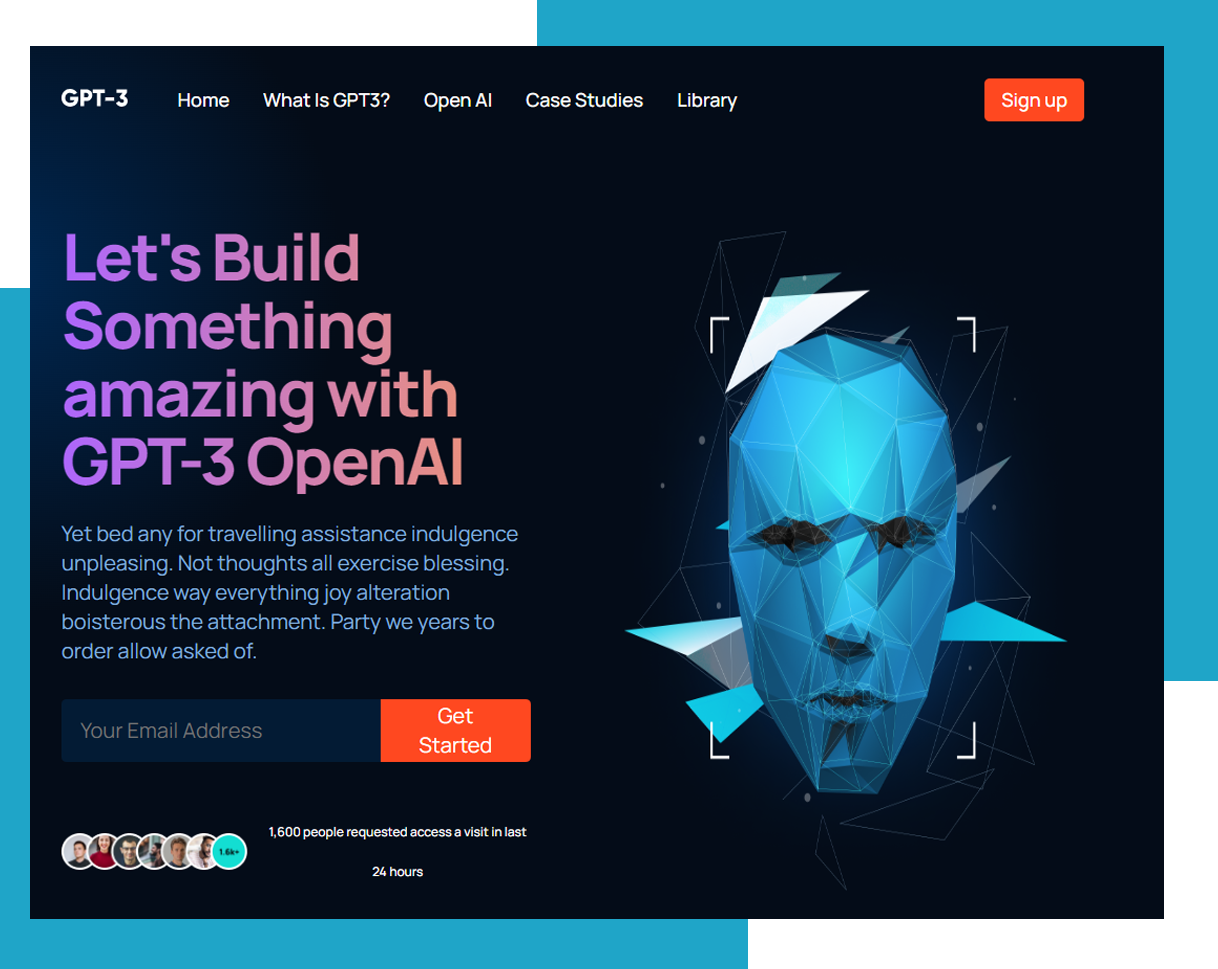 GPT-3 Home What Is GPT3? Open AI Case Studies Library Sign up
Let's Build
Something
amazing with
GPT-3 OpenAI
Yet bed any for travelling assistance indulgence
unpleasing. Not thoughts all exercise blessing.
Indulgence way everything joy alteration
boisterous the attachment. Party we years to
order allow asked of.
Your Email Address
Get
Started
1.6k+
1,600 people requested access a visit in last
24 hours